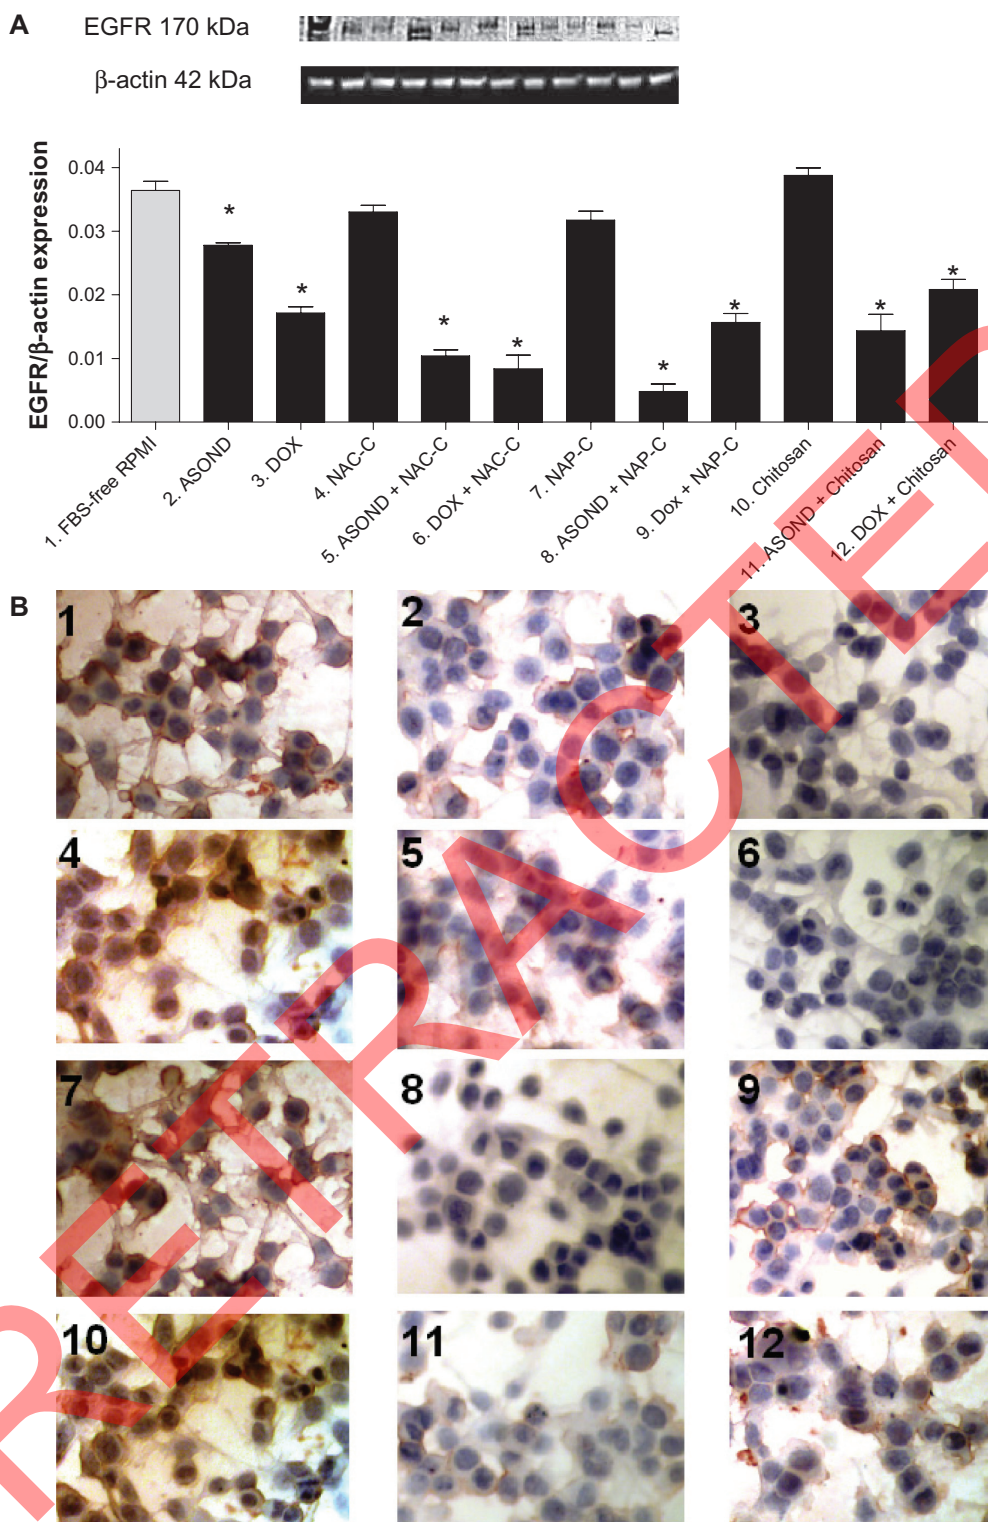 A
EGFR 170 kDa
β-actin 42 kDa
EGFR/β-actin expression
0.04
0.03
0.02
0.01
0.00
*
*
*
*
*
*
*
*
1. FBS-free RPMI
2. ASOND
3. DOX
4. NAC-C
5. ASOND + NAC-C
6. DOX + NAC-C
7. NAP-C
8. ASOND + NAP-C
9. Dox + NAP-C
10. Chitosan
11. ASOND + Chitosan
12. DOX + Chitosan
B
1
2
3
4
5
6
7
8
9
10
11
12
RETRACTED